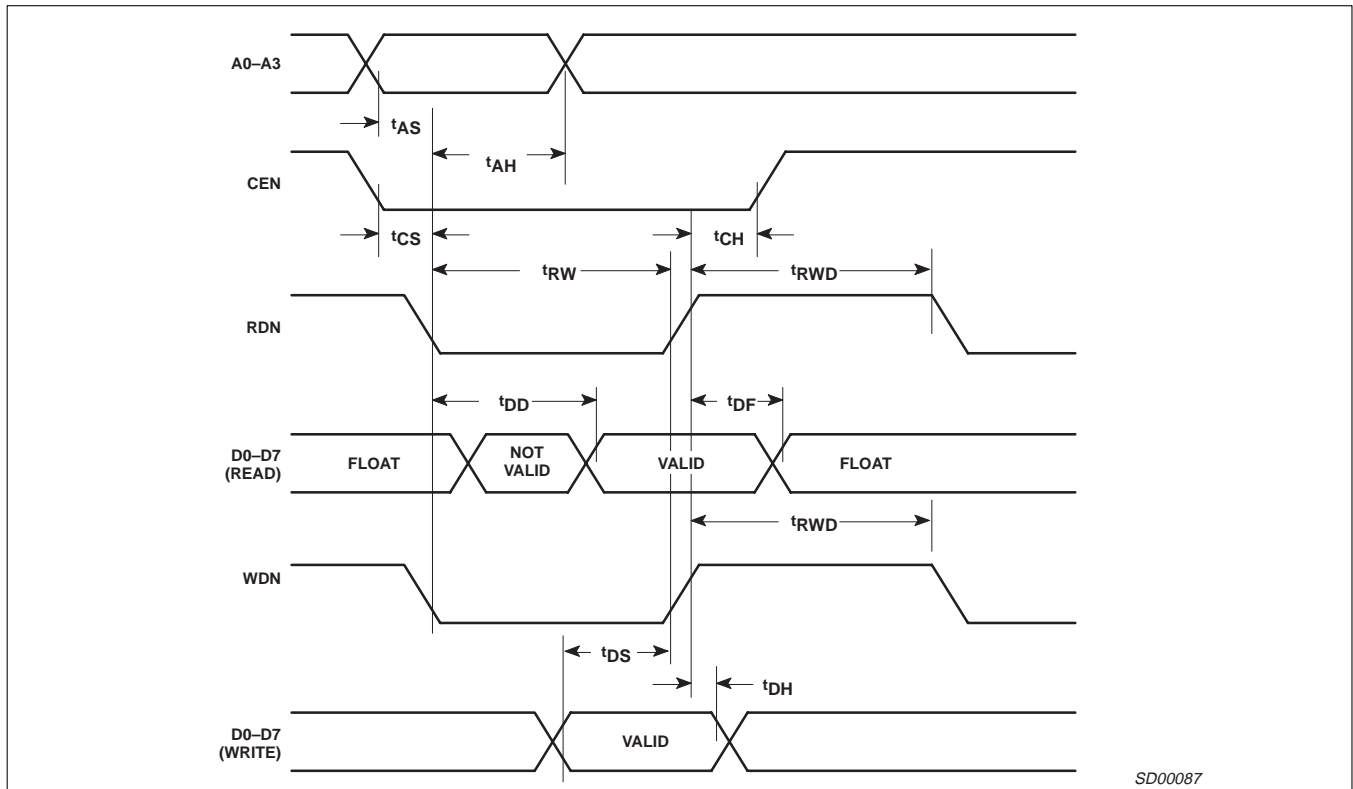 A0–A3
tAS
tAH
CEN
tCS
tCH
tRW
tRWD
RDN
tDD
tDF
D0–D7
(READ)
FLOAT
NOT
VALID
VALID
FLOAT
tRWD
WDN
tDS
tDH
D0–D7
(WRITE)
VALID
SD00087